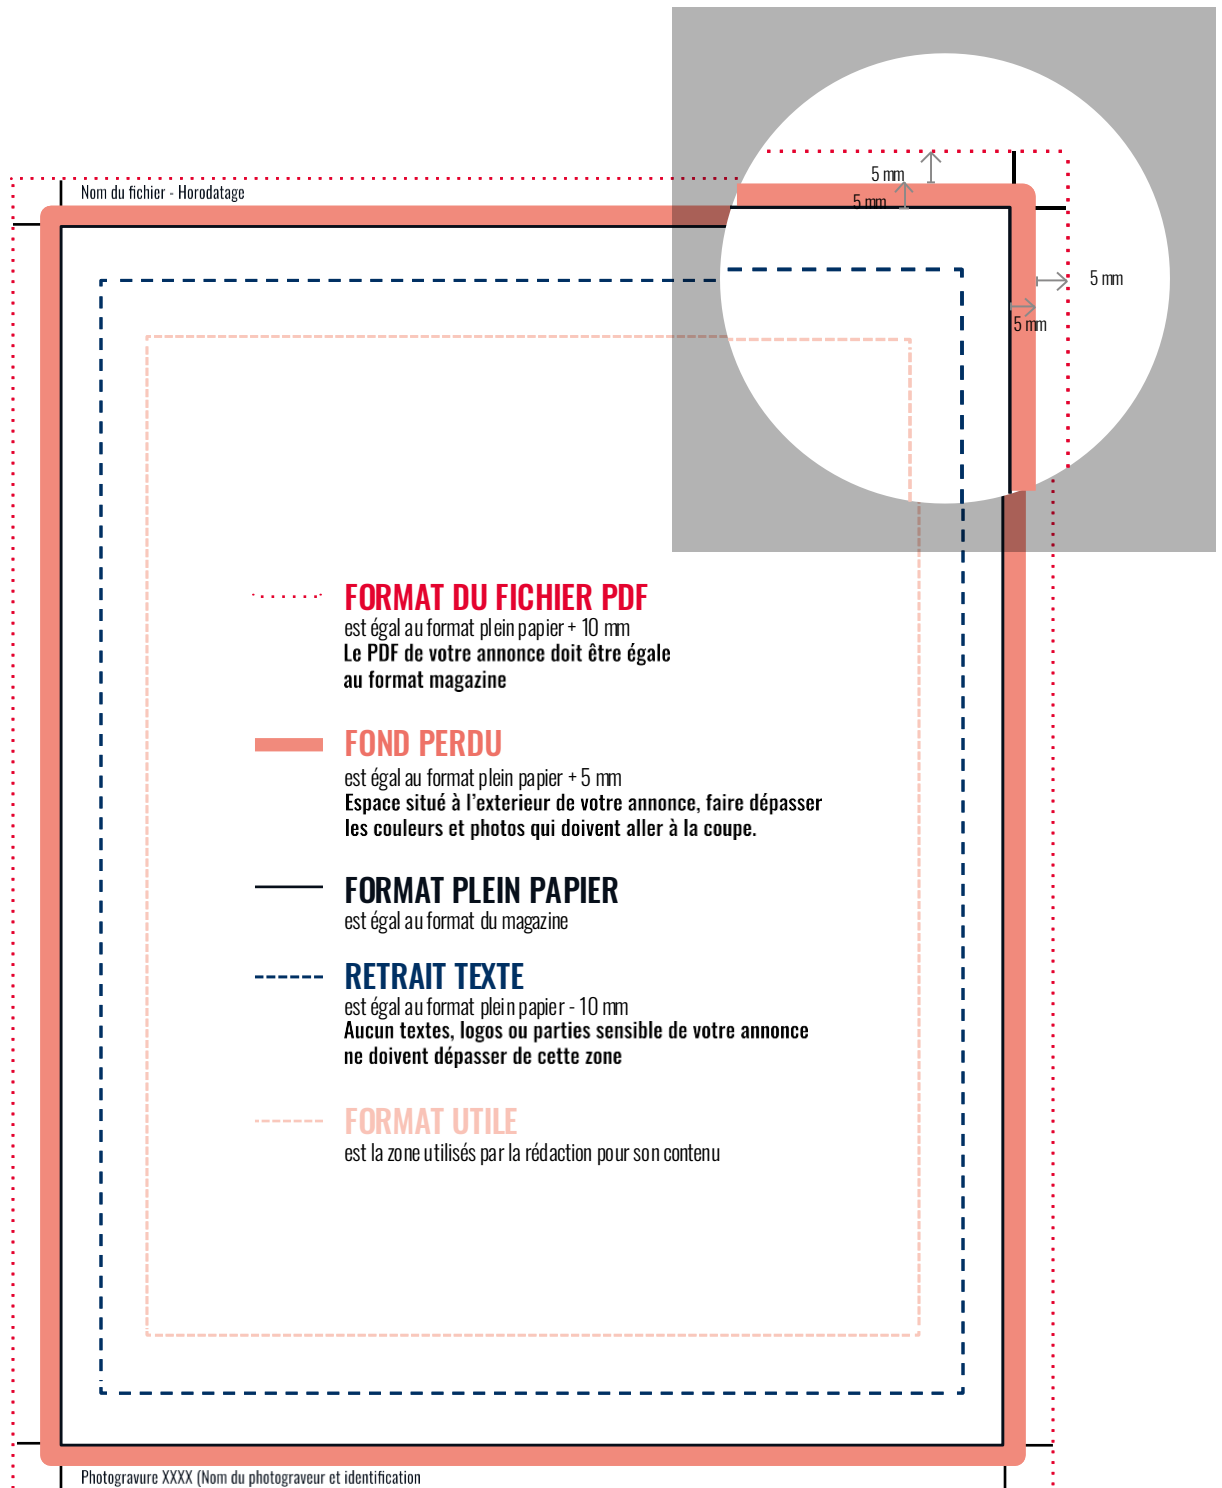 5 mm
Nom du fichier - Horodatage
5 mm
5 mm
5 mm
FORMAT DU FICHIER PDF
est égal au format plein papier + 10 mm
Le PDF de votre annonce doit être égale
au format magazine
FOND PERDU
est égal au format plein papier + 5 mm
Espace situé à l'exterieur de votre annonce, faire dépasser
les couleurs et photos qui doivent aller à la coupe.
FORMAT PLEIN PAPIER
est égal au format du magazine
RETRAIT TEXTE
est égal au format plein papier - 10 mm
Aucun textes, logos ou parties sensible de votre annonce
ne doivent dépasser de cette zone
FORMAT UTILE
est la zone utilisés par la rédaction pour son contenu
Photogravure XXXX (Nom du photograveur et identification